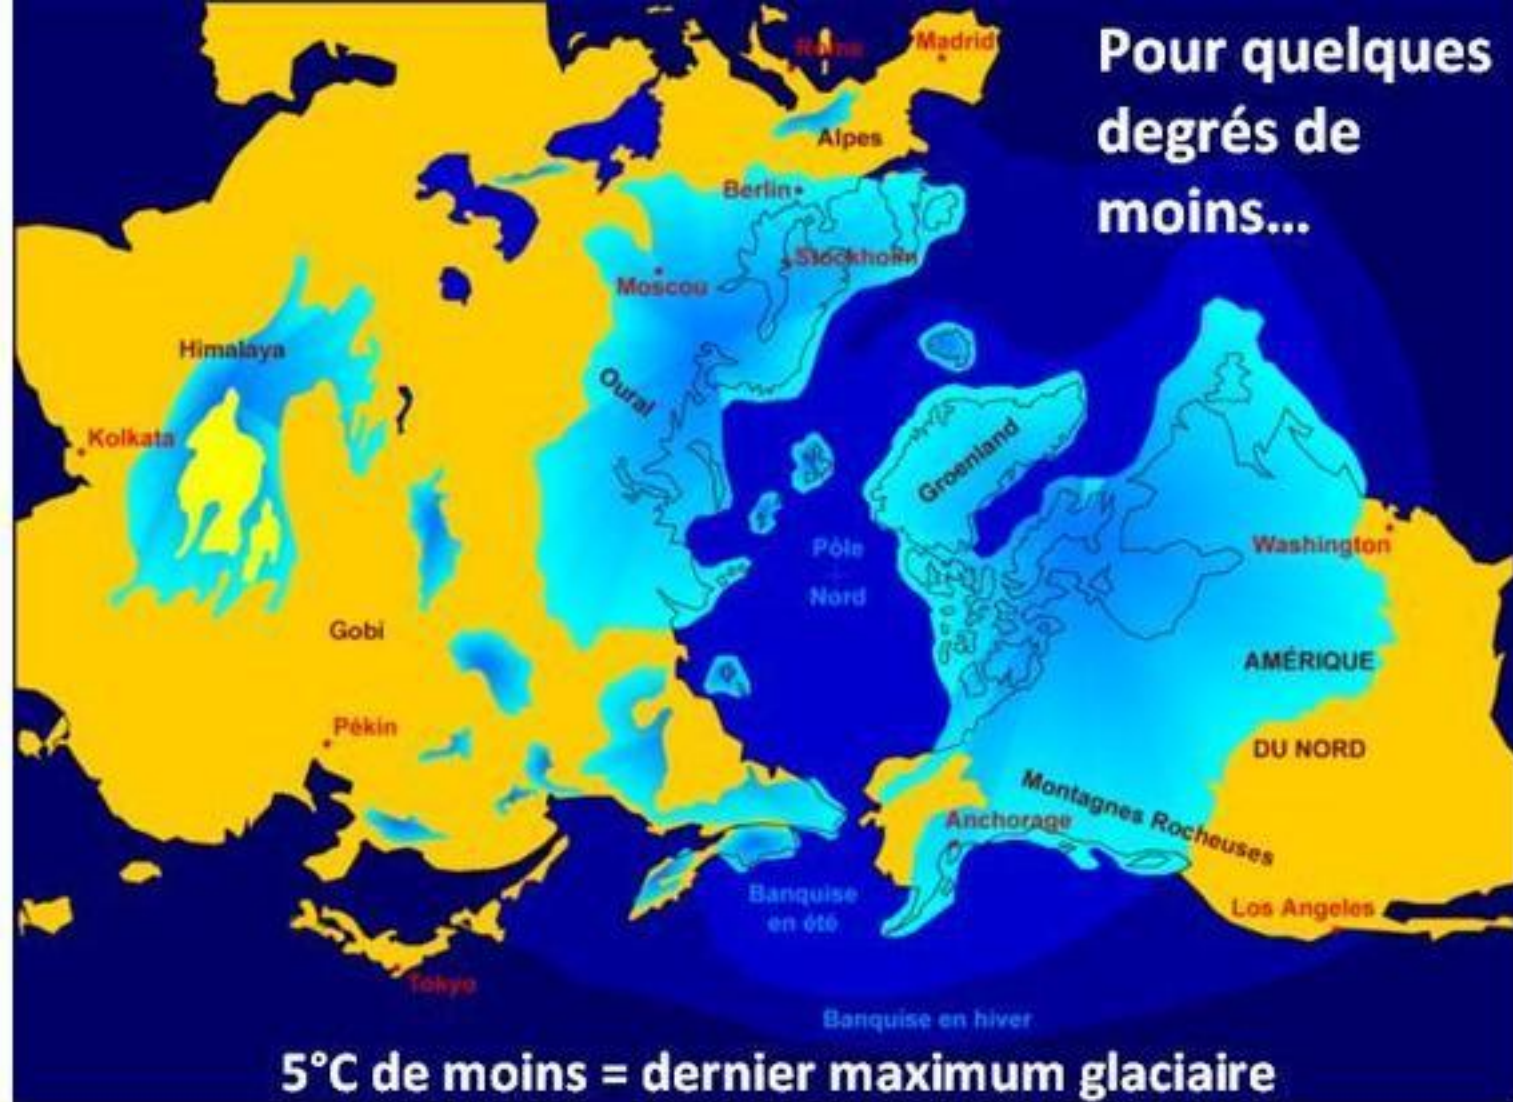 Pour quelques
degrés de
moins...
Rome
Madrid
Alpes
Berlin
Stockholm
Moscou
Himalaya
Oural
Kolkata
Groenland
Pôle
Nord
Washington
Gobi
AMÉRIQUE
DU NORD
Pékin
Montagnes Rocheuses
Anchorage
Banquise
en été
Los Angeles
Tokyo
Banquise en hiver
5°C de moins = dernier maximum glaciaire